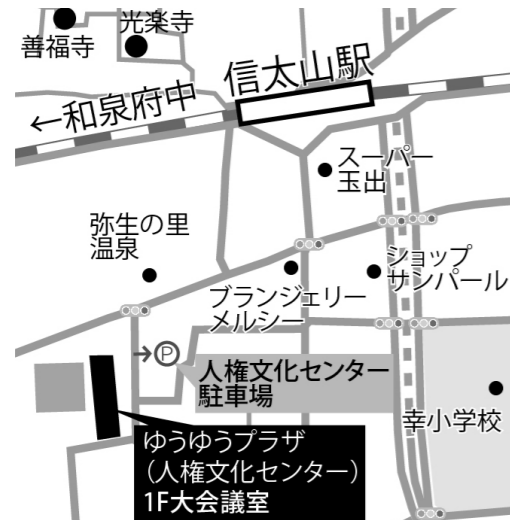 光楽寺
善福寺
信太山駅
←和泉府中
スーパー
玉出
弥生の里
温泉
ショップ
サンパール
ブランジェリー
メルシー
→Ⓟ
人権文化センター
駐車場
幸小学校
ゆうゆうプラザ
（人権文化センター）
1F大会議室